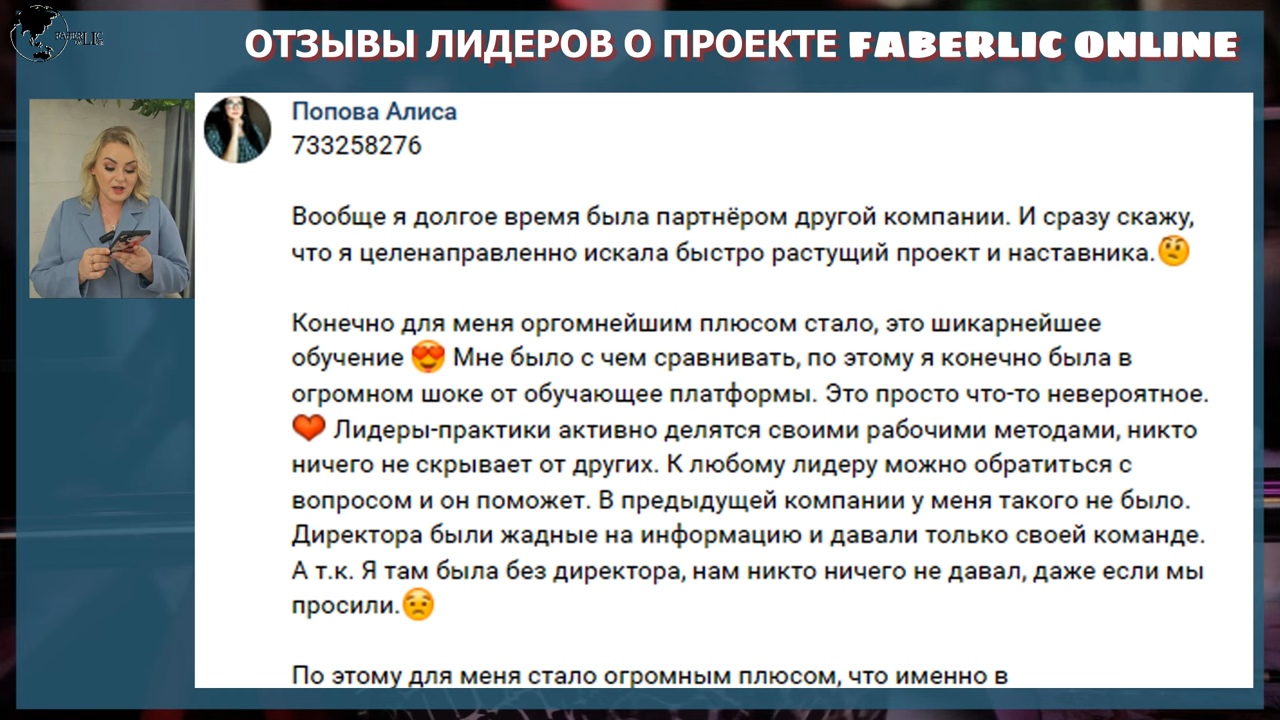 FABERLIC
ONLINE
ОТЗЫВЫ ЛИДЕРОВ О ПРОЕКТЕ FABERLIC ONLINE
Попова Алиса
733258276
Вообще я долгое время была партнёром другой компании. И сразу скажу,
что я целенаправленно искала быстро растущий проект и наставника.🤨
Конечно для меня оргомнейшим плюсом стало, это шикарнейшее
обучение 😍 Мне было с чем сравнивать, по этому я конечно была в
огромном шоке от обучающее платформы. Это просто что-то невероятное.
❤ Лидеры-практики активно делятся своими рабочими методами, никто
ничего не скрывает от других. К любому лидеру можно обратиться с
вопросом и он поможет. В предыдущей компании у меня такого не было.
Директора были жадные на информацию и давали только своей команде.
А т.к. Я там была без директора, нам никто ничего не давал, даже если мы
просили.😟
По этому для меня стало огромным плюсом, что именно в